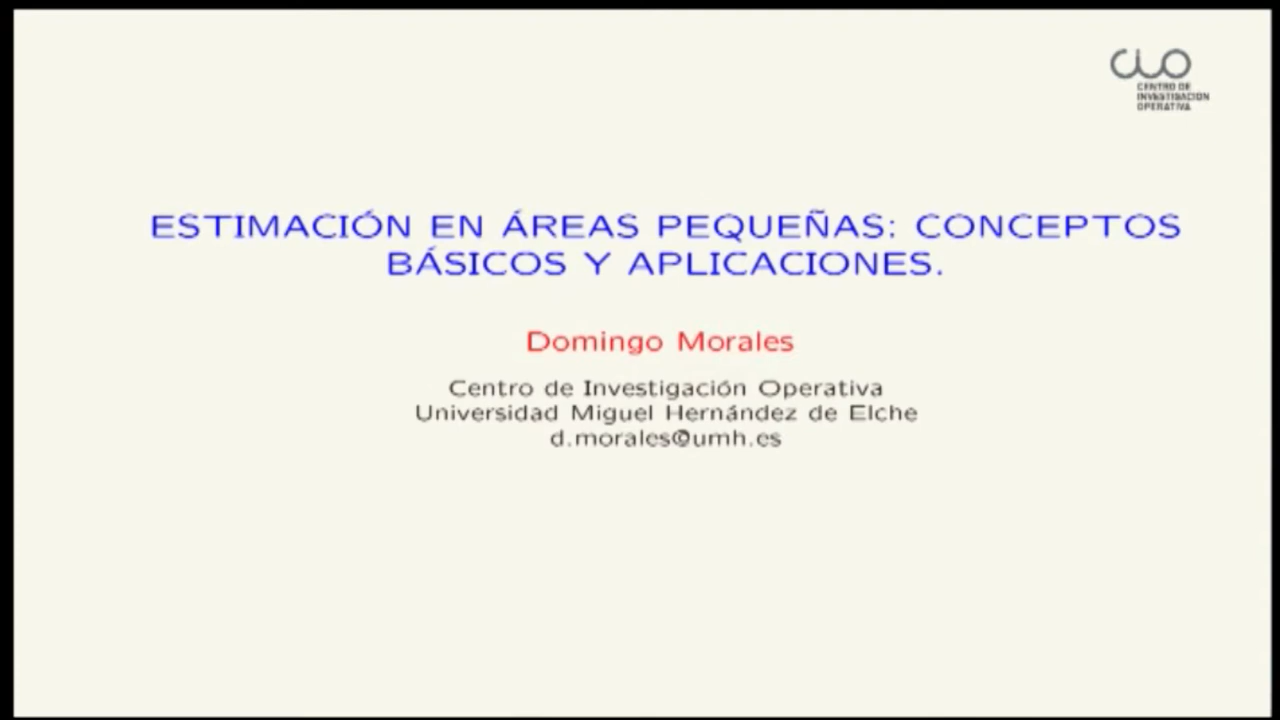 CIO
CENTRO DE
INVESTIGACION
OPERATIVA
ESTIMACIÓN EN ÁREAS PEQUEÑAS: CONCEPTOS
BÁSICOS Y APLICACIONES.
Domingo Morales
Centro de Investigación Operativa
Universidad Miguel Hernández de Elche
d.morales@umh.es